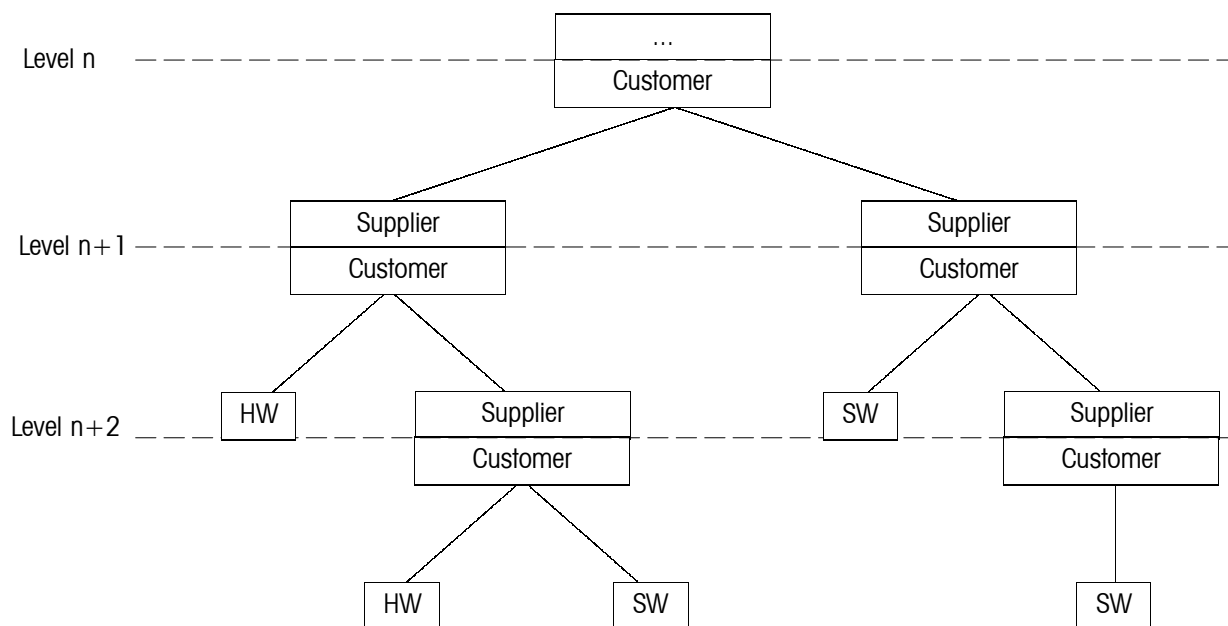 ...
Level n
Customer
Supplier
Supplier
Level n+1
Customer
Customer
HW
Supplier
SW
Supplier
Level n+2
Customer
Customer
HW
SW
SW